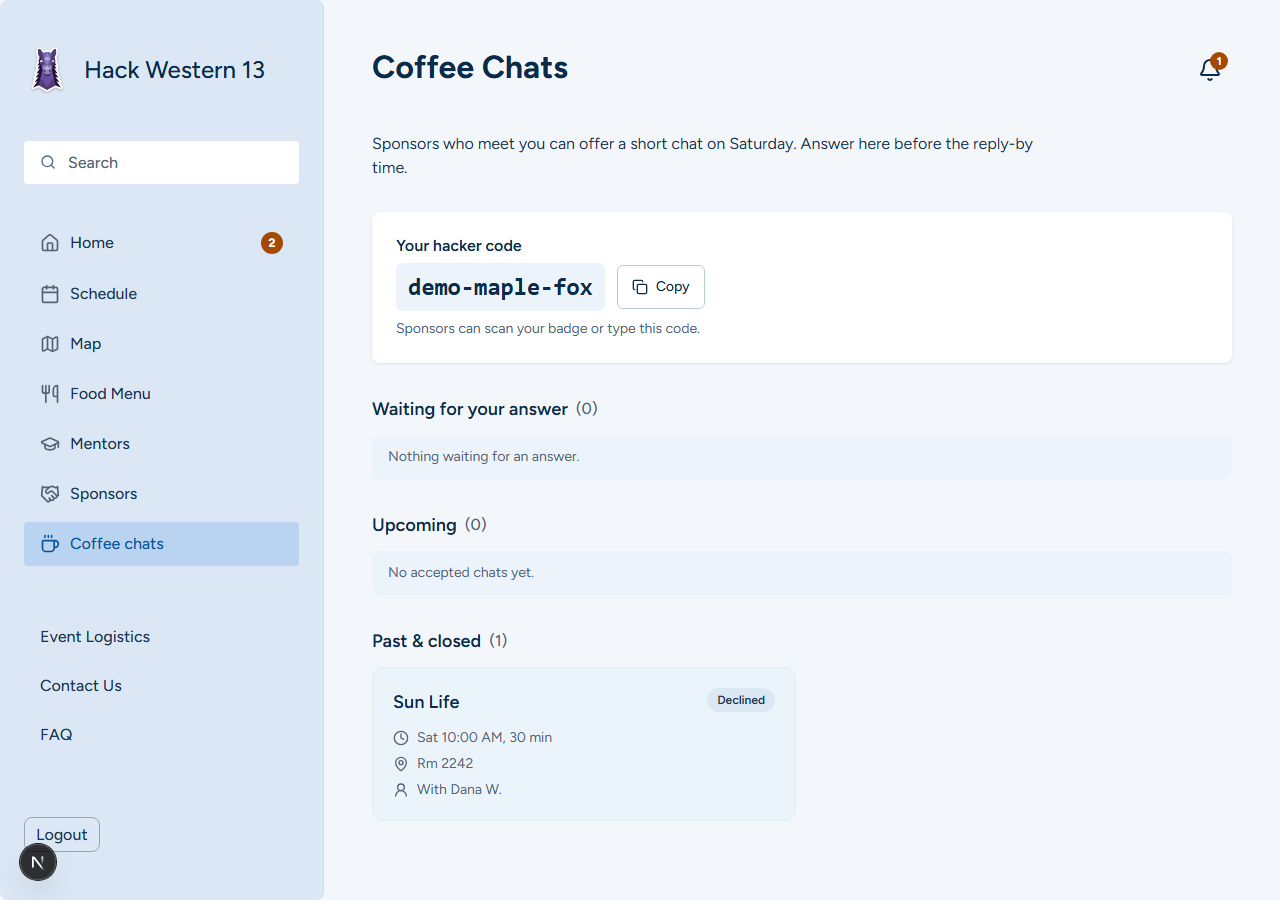 Hack Western 13
Search
Home
2
Schedule
Map
Food Menu
Mentors
Sponsors
Coffee chats
Event Logistics
Contact Us
FAQ
Logout
N
Coffee Chats
1
Sponsors who meet you can offer a short chat on Saturday. Answer here before the reply-by
time.
Your hacker code
demo-maple-fox
Copy
Sponsors can scan your badge or type this code.
Waiting for your answer (0)
Nothing waiting for an answer.
Upcoming (0)
No accepted chats yet.
Past & closed (1)
Sun Life
Declined
Sat 10:00 AM, 30 min
Rm 2242
With Dana W.